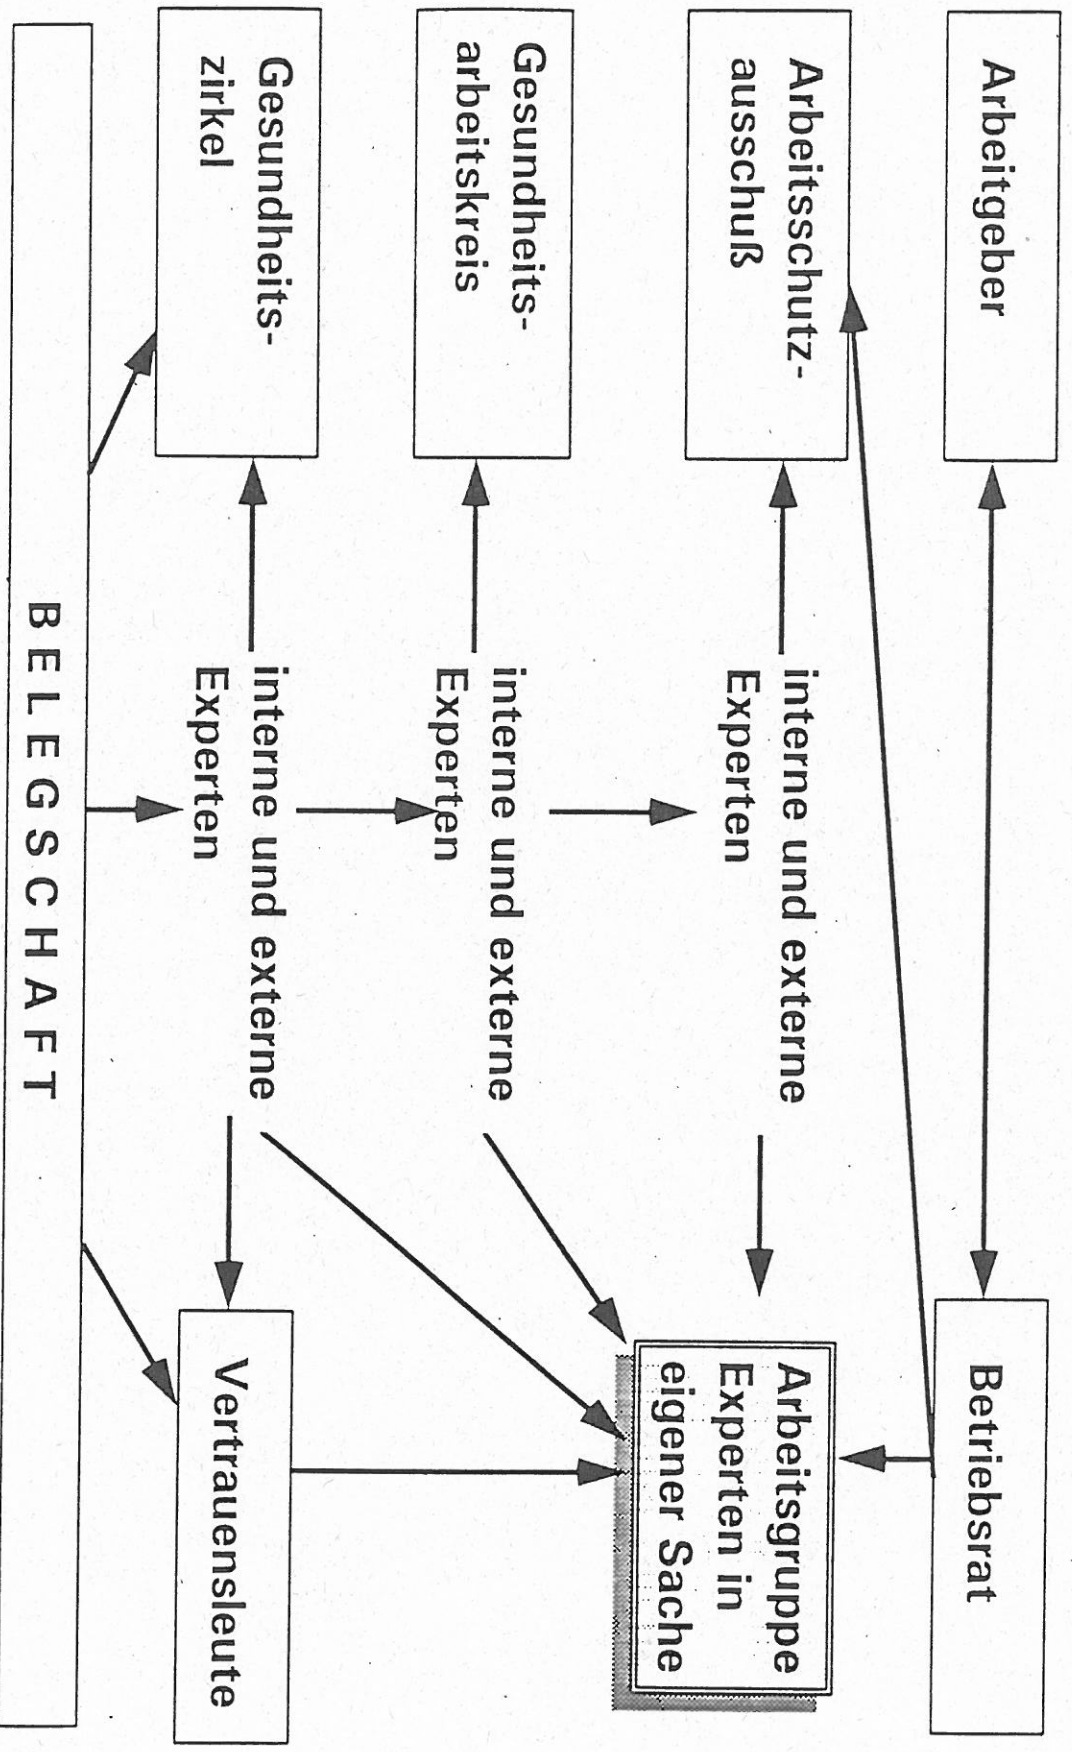 Arbeitgeber
Betriebsrat
Arbeitsschutz-
ausschuß
interne und externe
Experten
Arbeitsgruppe
Experten in
eigener Sache
Gesundheits-
arbeitskreis
interne und externe
Experten
Gesundheits-
zirkel
interne und externe
Experten
Vertrauensleute
BELEGSCHAFT